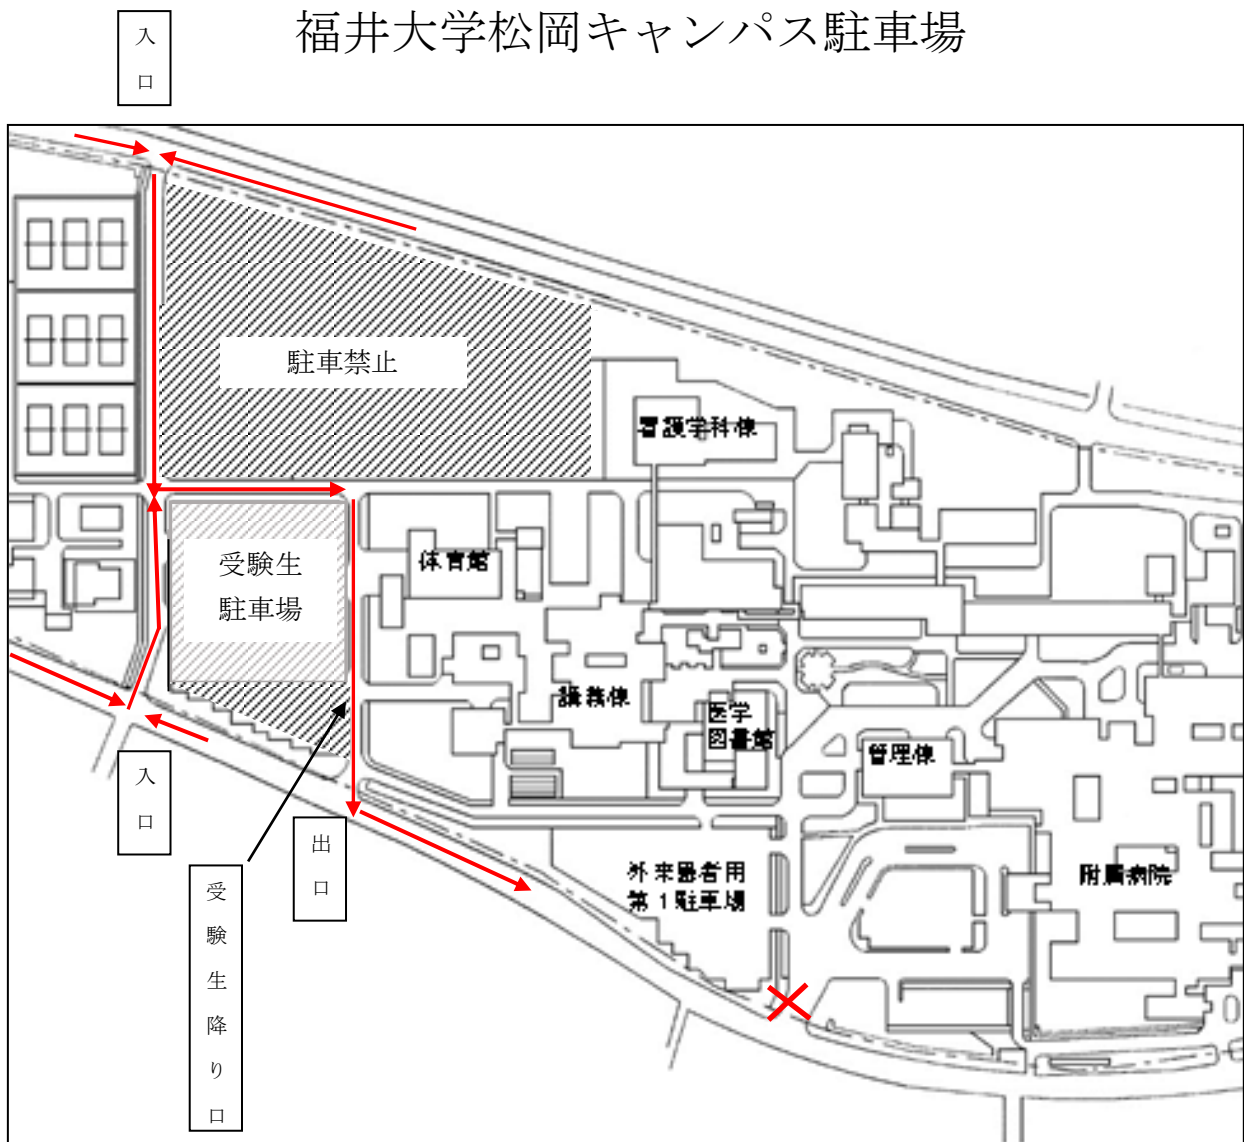 福井大学松岡キャンパス駐車場
入口
駐車禁止
看護学科棟
受験生
駐車場
体育館
講義棟
医学
図書館
管理棟
入口
出口
外来患者用
第1駐車場
附属病院
受験生降り口